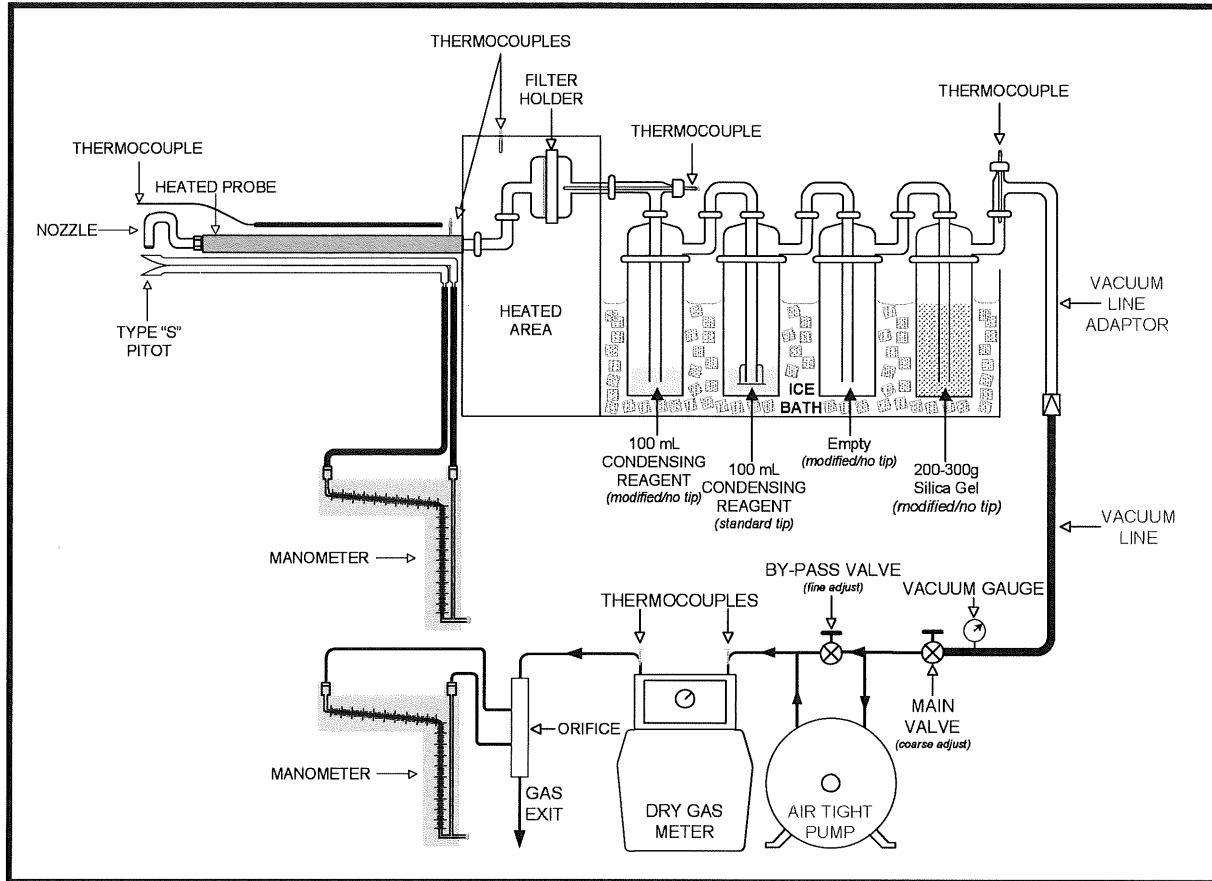 THERMOCOUPLES
FILTER
HOLDER
THERMOCOUPLE
THERMOCOUPLE
THERMOCOUPLE
HEATED PROBE
NOZZLE
TYPE "S"
PITOT
HEATED
AREA
VACUUM
LINE
ADAPTOR
ICE
BATH
100 mL
CONDENSING
REAGENT
(modified/no tip)
100 mL
CONDENSING
REAGENT
(standard tip)
Empty
(modified/no tip)
200-300g
Silica Gel
(modified/no tip)
VACUUM
LINE
MANOMETER
BY-PASS VALVE
(fine adjust)
VACUUM GAUGE
THERMOCOUPLES
MAIN
VALVE
(coarse adjust)
ORIFICE
MANOMETER
GAS
EXIT
DRY GAS
METER
AIR TIGHT
PUMP